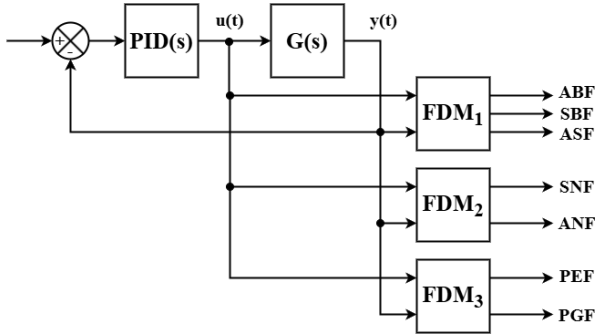 u(t)
y(t)
+
-
PID(s)
G(s)
FDM₁
ABF
SBF
ASF
FDM₂
SNF
ANF
FDM₃
PEF
PGF